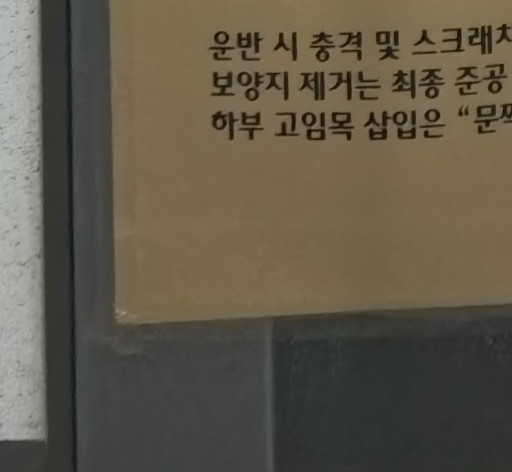 운반 시 충격 및 스크래치
보양지 제거는 최종 준공
하부 고임목 삽입은 “문짝